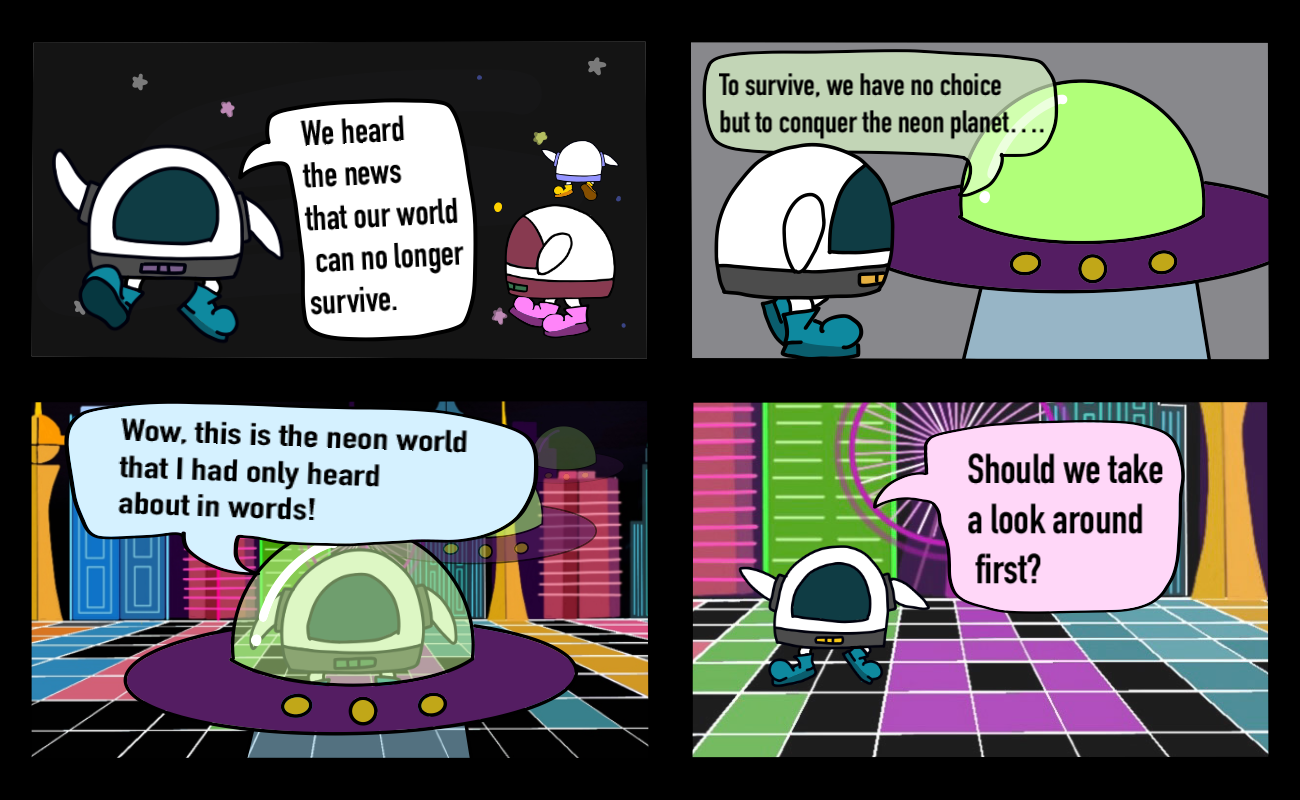 We heard
the news
that our world
can no longer
survive.
To survive, we have no choice
but to conquer the neon planet....
Wow, this is the neon world
that I had only heard
about in words!
Should we take
a look around
first?